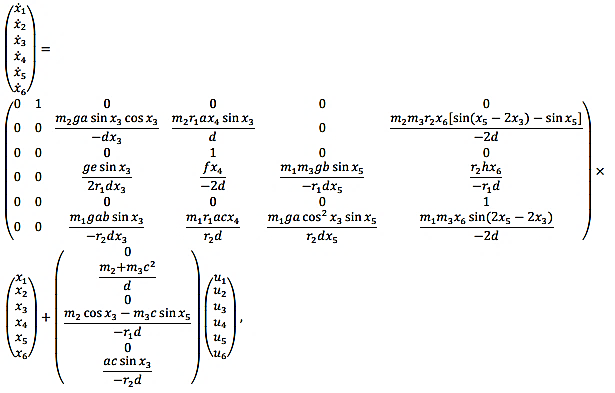 (ẋ₁ ẋ₂ ẋ₃ ẋ₄ ẋ₅ ẋ₆) =
0 1 0 0 0 0
0 0 m₂ga sin x₃ cos x₃/−dx₃ m₂r₁ax₄ sin x₃/d 0 m₂m₃r₂x₆[sin(x₅ − 2x₃) − sin x₅]/−2d
0 0 0 1 0 0
0 0 ge sin x₃/2r₁dx₃ fx₄/−2d m₁m₃gb sin x₅/−r₁dx₅ r₂hx₆/−r₁d ×
0 0 0 0 0 1
0 0 m₁gab sin x₃/−r₂dx₃ m₁r₁acx₄/r₂d m₁ga cos² x₃ sin x₅/r₂dx₅ m₁m₃x₆ sin(2x₅ − 2x₃)/−2d
x₁ 0 u₁
x₂ m₂+m₃c²/d u₂
x₃ 0 u₃
x₄ + m₂ cos x₃ − m₃c sin x₅/−r₁d u₄ ,
x₅ 0 u₅
x₆ ac sin x₃/−r₂d u₆